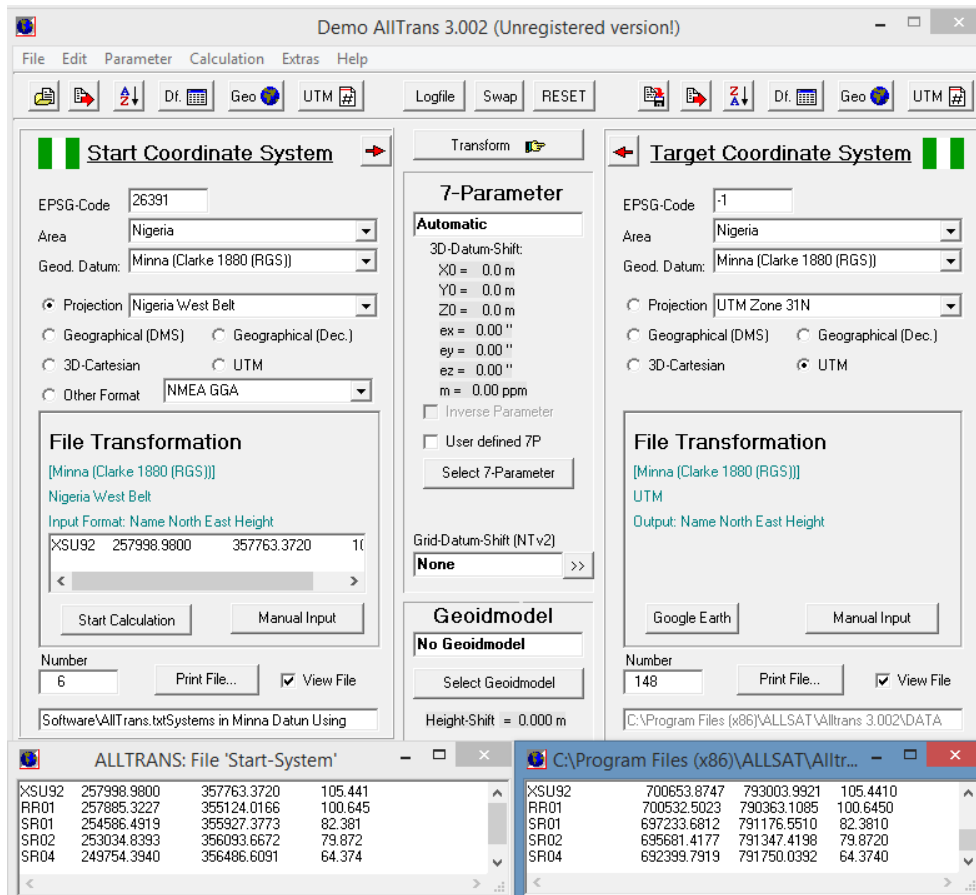 Demo AllTrans 3.002 (Unregistered version!)
File Edit Parameter Calculation Extras Help
Df. Geo UTM # Logfile Swap RESET Df. Geo UTM #
Start Coordinate System
EPSG-Code 26391
Area Nigeria
Geod. Datum: Minna (Clarke 1880 (RGS))
Projection Nigeria West Belt
Geographical (DMS) Geographical (Dec.)
3D-Cartesian UTM
Other Format NMEA GGA
File Transformation
[Minna (Clarke 1880 (RGS))]
Nigeria West Belt
Input Format: Name North East Height
XSU92 257998.9800 357763.3720 10
Start Calculation Manual Input
Number
6 Print File... View File
Software\AllTrans.txtSystems in Minna Datun Using
Transform
7-Parameter
Automatic
3D-Datum-Shift:
X0 = 0.0 m
Y0 = 0.0 m
Z0 = 0.0 m
ex = 0.00 "
ey = 0.00 "
ez = 0.00 "
m = 0.00 ppm
Inverse Parameter
User defined 7P
Select 7-Parameter
Grid-Datum-Shift (NTv2)
None >>
Geoidmodel
No Geoidmodel
Select Geoidmodel
Height-Shift = 0.000 m
Target Coordinate System
EPSG-Code -1
Area Nigeria
Geod. Datum: Minna (Clarke 1880 (RGS))
Projection UTM Zone 31N
Geographical (DMS) Geographical (Dec.)
3D-Cartesian UTM
File Transformation
[Minna (Clarke 1880 (RGS))]
UTM
Output: Name North East Height
Google Earth Manual Input
Number
148 Print File... View File
C:\Program Files (x86)\ALLSAT\Alltrans 3.002\DATA
ALLTRANS: File 'Start-System'
XSU92 257998.9800 357763.3720 105.441
RR01 257885.3227 355124.0166 100.645
SR01 254586.4919 355927.3773 82.381
SR02 253034.8393 356093.6672 79.872
SR04 249754.3940 356486.6091 64.374
C:\Program Files (x86)\ALLSAT\Alltr...
XSU92 700653.8747 793003.9921 105.4410
RR01 700532.5023 790363.1085 100.6450
SR01 697233.6812 791176.5510 82.3810
SR02 695681.4177 791347.4198 79.8720
SR04 692399.7919 791750.0392 64.3740